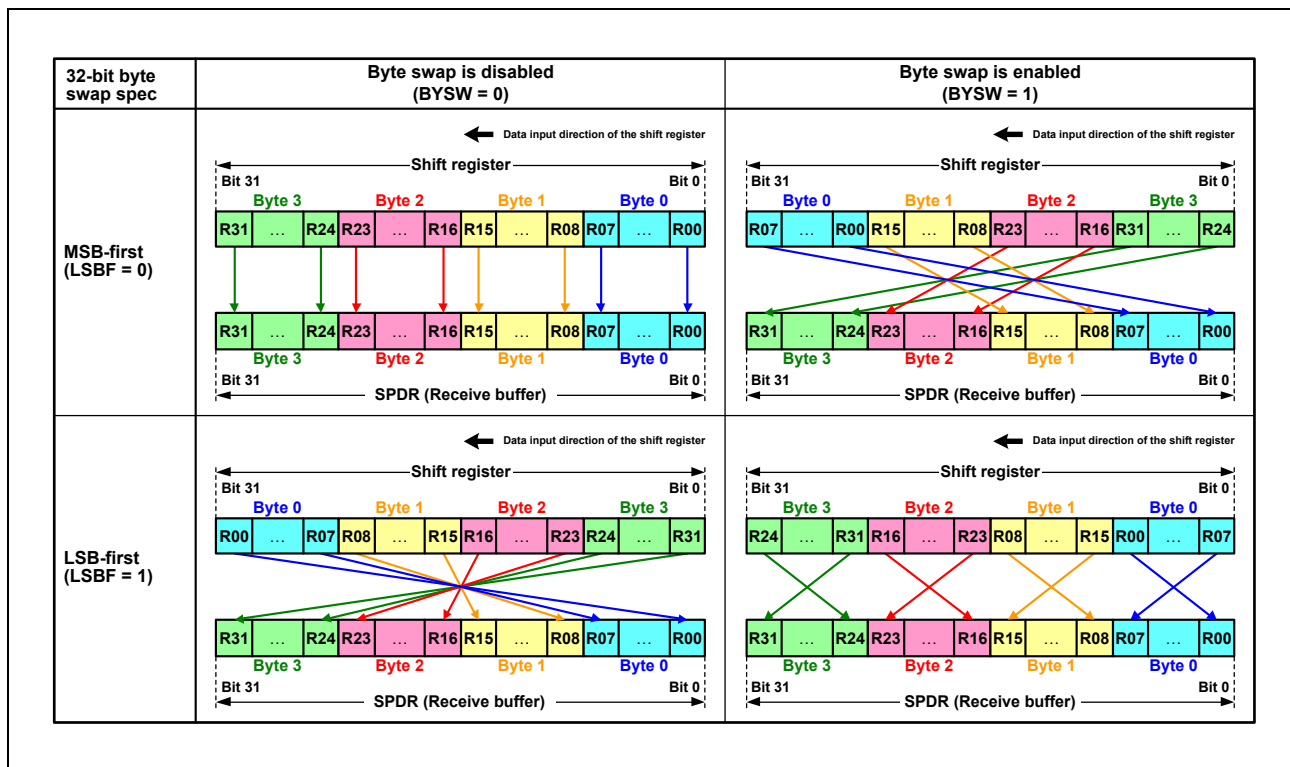 32-bit byte
swap spec
Byte swap is disabled
(BYSW = 0)
Byte swap is enabled
(BYSW = 1)
MSB-first
(LSBF = 0)
Data input direction of the shift register
Shift register
Bit 31 Bit 0
Byte 3 Byte 2 Byte 1 Byte 0
R31 ... R24 R23 ... R16 R15 ... R08 R07 ... R00
R31 ... R24 R23 ... R16 R15 ... R08 R07 ... R00
Byte 3 Byte 2 Byte 1 Byte 0
Bit 31 Bit 0
SPDR (Receive buffer)
Data input direction of the shift register
Shift register
Bit 31 Bit 0
Byte 0 Byte 1 Byte 2 Byte 3
R07 ... R00 R15 ... R08 R23 ... R16 R31 ... R24
R31 ... R24 R23 ... R16 R15 ... R08 R07 ... R00
Byte 3 Byte 2 Byte 1 Byte 0
Bit 31 Bit 0
SPDR (Receive buffer)
LSB-first
(LSBF = 1)
Data input direction of the shift register
Shift register
Bit 31 Bit 0
Byte 0 Byte 1 Byte 2 Byte 3
R00 ... R07 R08 ... R15 R16 ... R23 R24 ... R31
R31 ... R24 R23 ... R16 R15 ... R08 R07 ... R00
Byte 3 Byte 2 Byte 1 Byte 0
Bit 31 Bit 0
SPDR (Receive buffer)
Data input direction of the shift register
Shift register
Bit 31 Bit 0
Byte 3 Byte 2 Byte 1 Byte 0
R24 ... R31 R16 ... R23 R08 ... R15 R00 ... R07
R31 ... R24 R23 ... R16 R15 ... R08 R07 ... R00
Byte 3 Byte 2 Byte 1 Byte 0
Bit 31 Bit 0
SPDR (Receive buffer)